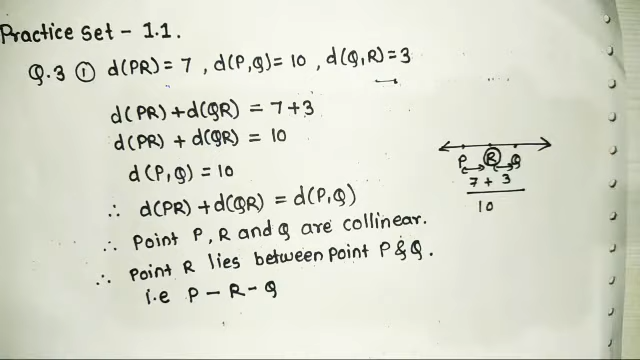 Practice set - 1.1.
Q.3 ① d(PR) = 7 , d(P,Q) = 10 , d(Q,R) = 3
d(PR) + d(QR) = 7+3
d(PR) + d(QR) = 10
d(P,Q) = 10
∴ d(PR) + d(QR) = d(P,Q)
∴ Point P, R and Q are collinear.
∴ Point R lies between point P & Q.
i.e P - R - Q
P R Q
7 + 3
10